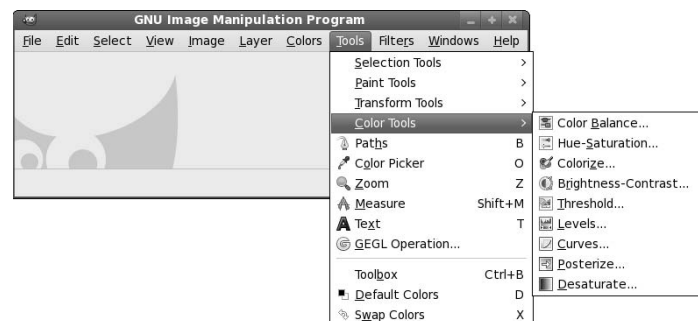 GNU Image Manipulation Program
File Edit Select View Image Layer Colors Tools Filters Windows Help
Selection Tools >
Paint Tools >
Transform Tools >
Color Tools >
Paths B
Color Picker O
Zoom Z
Measure Shift+M
Text T
GEGL Operation...
Toolbox Ctrl+B
Default Colors D
Swap Colors X
Color Balance...
Hue-Saturation...
Colorize...
Brightness-Contrast...
Threshold...
Levels...
Curves...
Posterize...
Desaturate...